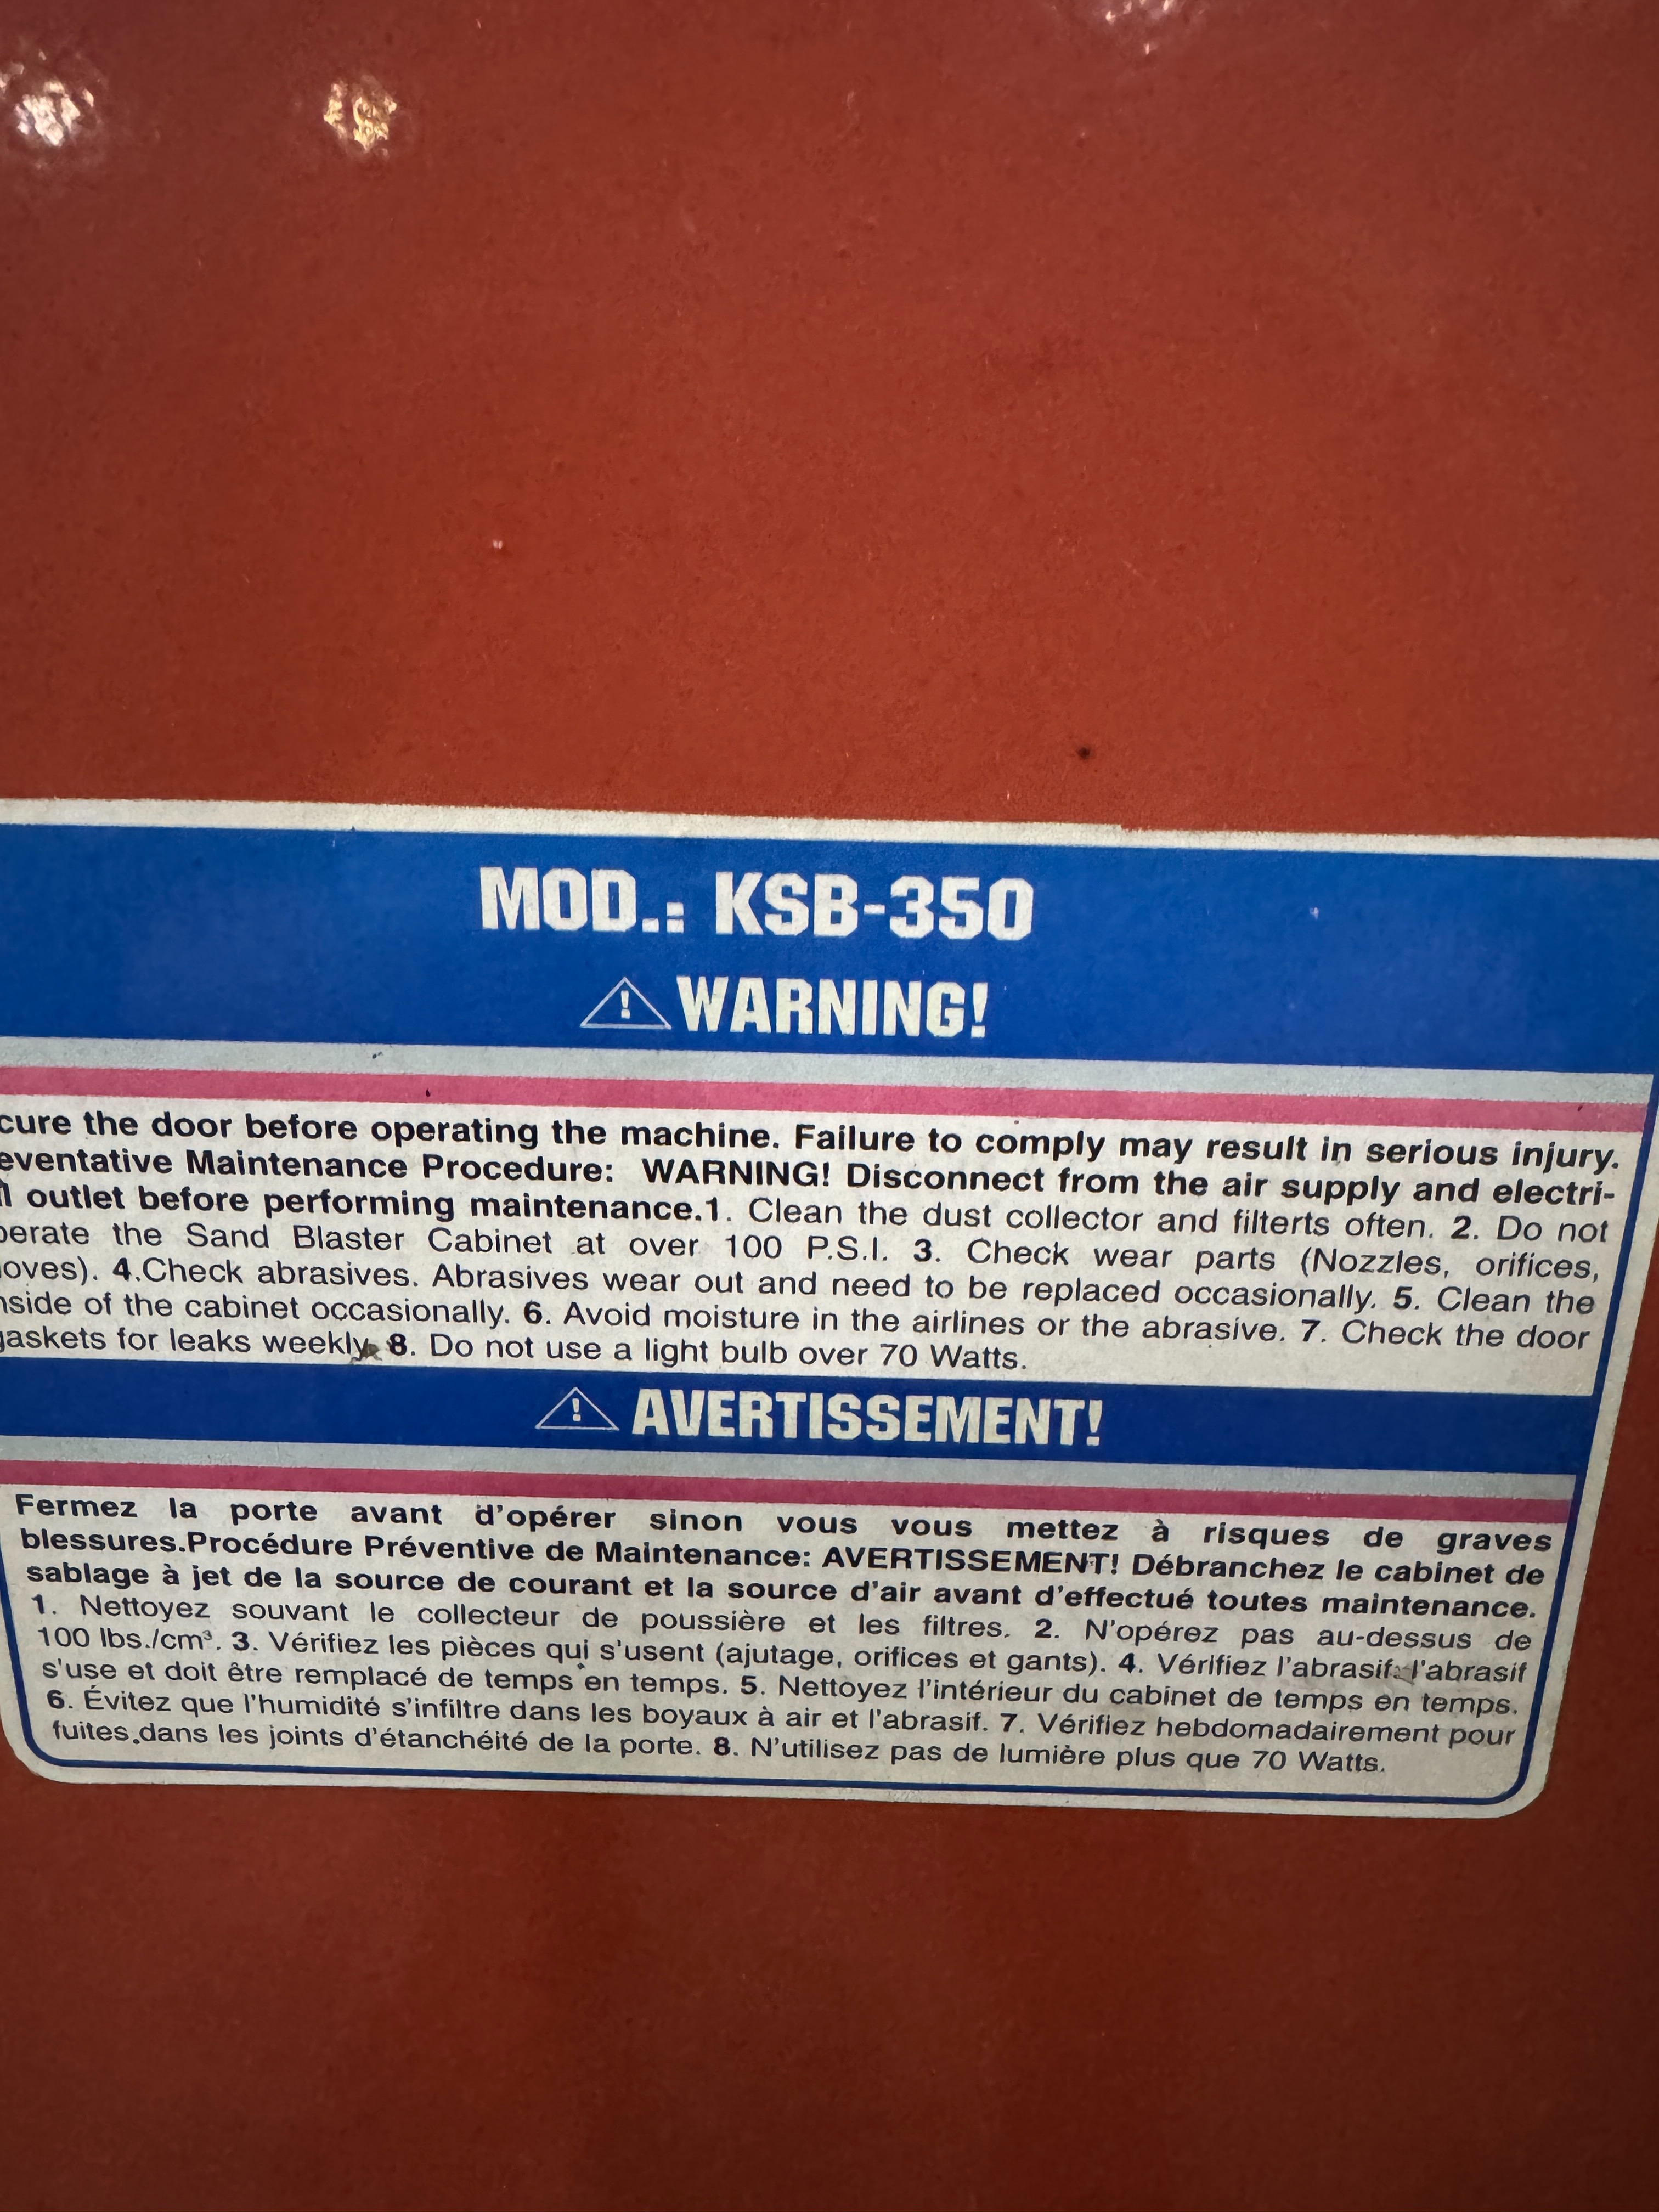 MOD.: KSB-350
WARNING!
cure the door before operating the machine. Failure to comply may result in serious injury.
eventative Maintenance Procedure: WARNING! Disconnect from the air supply and electri-
l outlet before performing maintenance.1. Clean the dust collector and filterts often. 2. Do not
perate the Sand Blaster Cabinet at over 100 P.S.I. 3. Check wear parts (Nozzles, orifices,
oves). 4.Check abrasives. Abrasives wear out and need to be replaced occasionally. 5. Clean the
nside of the cabinet occasionally. 6. Avoid moisture in the airlines or the abrasive. 7. Check the door
gaskets for leaks weekly. 8. Do not use a light bulb over 70 Watts.
AVERTISSEMENT!
Fermez la porte avant d'opérer sinon vous vous mettez à risques de graves
blessures.Procédure Préventive de Maintenance: AVERTISSEMENT! Débranchez le cabinet de
sablage à jet de la source de courant et la source d'air avant d'effectué toutes maintenance.
1. Nettoyez souvant le collecteur de poussière et les filtres. 2. N'opérez pas au-dessus de
100 lbs./cm³. 3. Vérifiez les pièces qui s'usent (ajutage, orifices et gants). 4. Vérifiez l'abrasif. l'abrasif
s'use et doit être remplacé de temps en temps. 5. Nettoyez l'intérieur du cabinet de temps en temps.
6. Évitez que l'humidité s'infiltre dans les boyaux à air et l'abrasif. 7. Vérifiez hebdomadairement pour
fuites dans les joints d'étanchéité de la porte. 8. N'utilisez pas de lumière plus que 70 Watts.